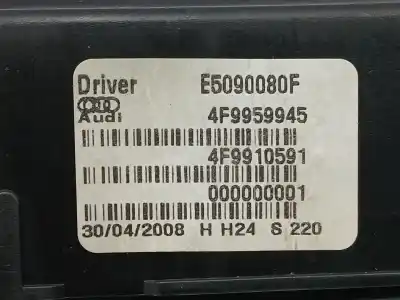 Driver E5090080F
Audi 4F9959945
4F9910591
000000001
30/04/2008 H H24 S 220